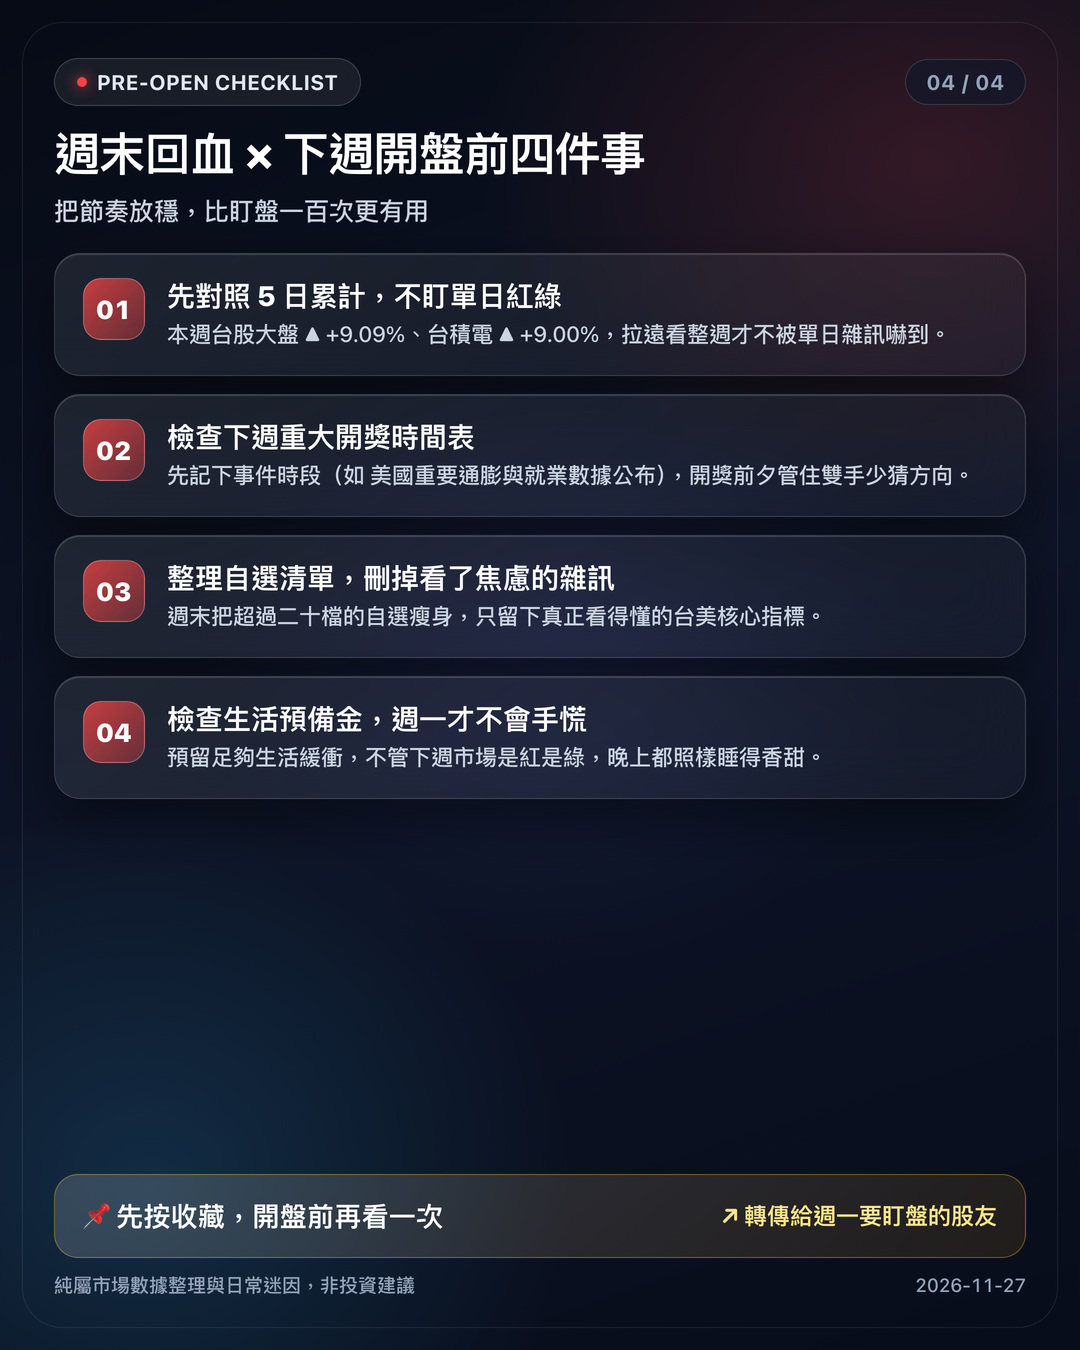 PRE-OPEN CHECKLIST
04 / 04
週末回血 × 下週開盤前四件事
把節奏放穩，比盯盤一百次更有用
01
先對照 5 日累計，不盯單日紅綠
本週台股大盤 ▲ +9.09%、台積電 ▲ +9.00%，拉遠看整週才不被單日雜訊嚇到。
02
檢查下週重大開獎時間表
先記下事件時段（如 美國重要通膨與就業數據公布），開獎前夕管住雙手少猜方向。
03
整理自選清單，刪掉看了焦慮的雜訊
週末把超過二十檔的自選瘦身，只留下真正看得懂的台美核心指標。
04
檢查生活預備金，週一才不會手慌
預留足夠生活緩衝，不管下週市場是紅是綠，晚上都照樣睡得香甜。
📌 先按收藏，開盤前再看一次
↗ 轉傳給週一要盯盤的股友
純屬市場數據整理與日常迷因，非投資建議
2026-11-27